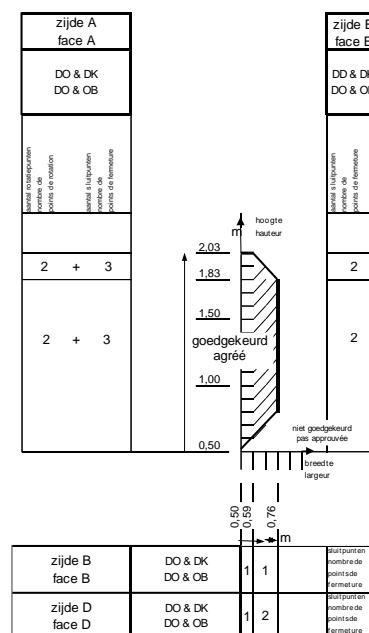 zijde A
face A
DO & DK
DO & OB
aantal rotatiepunten
nombre de
points de rotation
aantal sluitpunten
nombre de
points de fermeture
2 + 3
2 + 3
m
hoogte
hauteur
2,03
1,83
1,50
goedgekeurd
agréé
1,00
0,50
niet goedgekeurd
pas approuvée
breedte
largeur
0,50
0,59
0,76
m
zijde B
face B
DD & DK
DO & OB
aantal sluitpunten
nombre de
points de fermeture
2
2
zijde B
face B
DO & DK
DO & OB
1 1
sluitpunten
nombre de
points de
fermeture
zijde D
face D
DO & DK
DO & OB
1 2
sluitpunten
nombre de
points de
fermeture